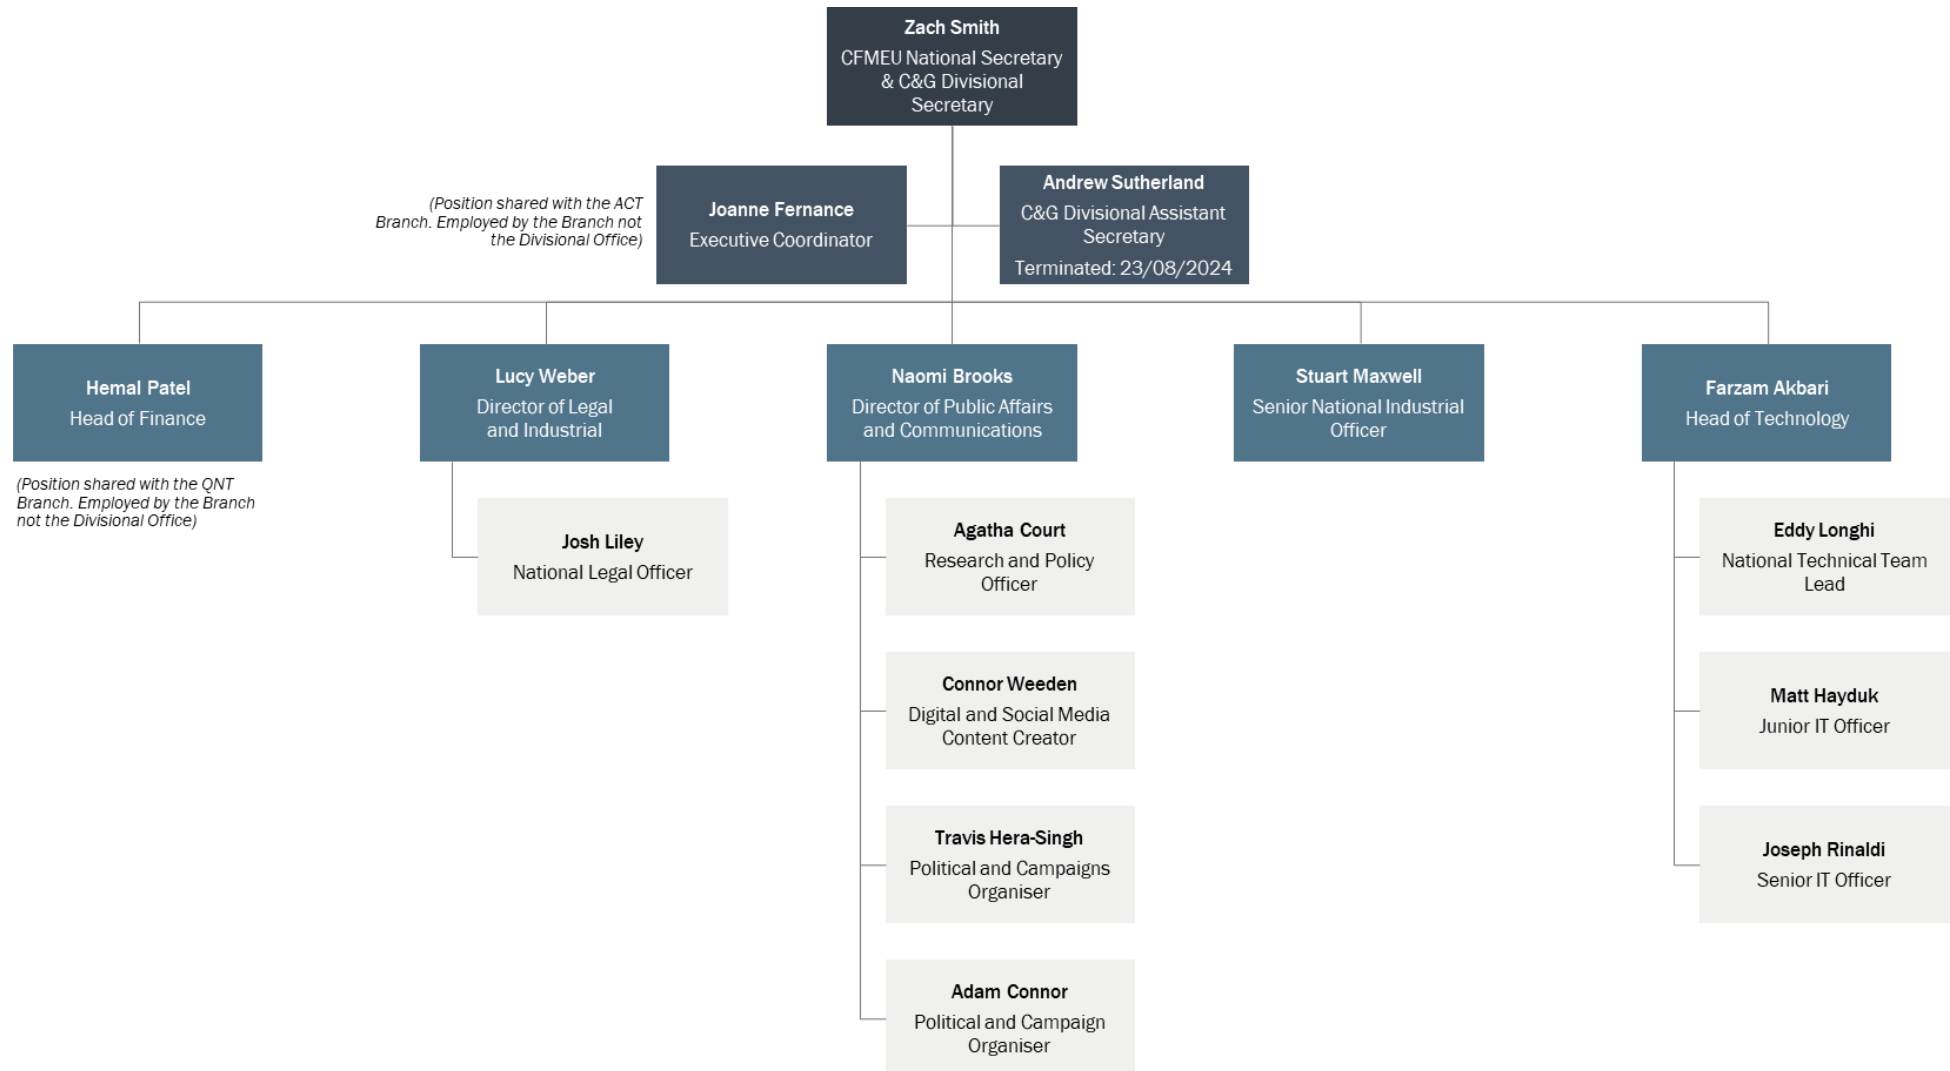 Zach Smith
CFMEU National Secretary
& C&G Divisional
Secretary
(Position shared with the ACT
Branch. Employed by the Branch not
the Divisional Office)
Joanne Fernance
Executive Coordinator
Andrew Sutherland
C&G Divisional Assistant
Secretary
Terminated: 23/08/2024
Hemal Patel
Head of Finance
(Position shared with the QNT
Branch. Employed by the Branch
not the Divisional Office)
Lucy Weber
Director of Legal
and Industrial
Josh Liley
National Legal Officer
Naomi Brooks
Director of Public Affairs
and Communications
Agatha Court
Research and Policy
Officer
Connor Weeden
Digital and Social Media
Content Creator
Travis Hera-Singh
Political and Campaigns
Organiser
Adam Connor
Political and Campaign
Organiser
Stuart Maxwell
Senior National Industrial
Officer
Farzam Akbari
Head of Technology
Eddy Longhi
National Technical Team
Lead
Matt Hayduk
Junior IT Officer
Joseph Rinaldi
Senior IT Officer